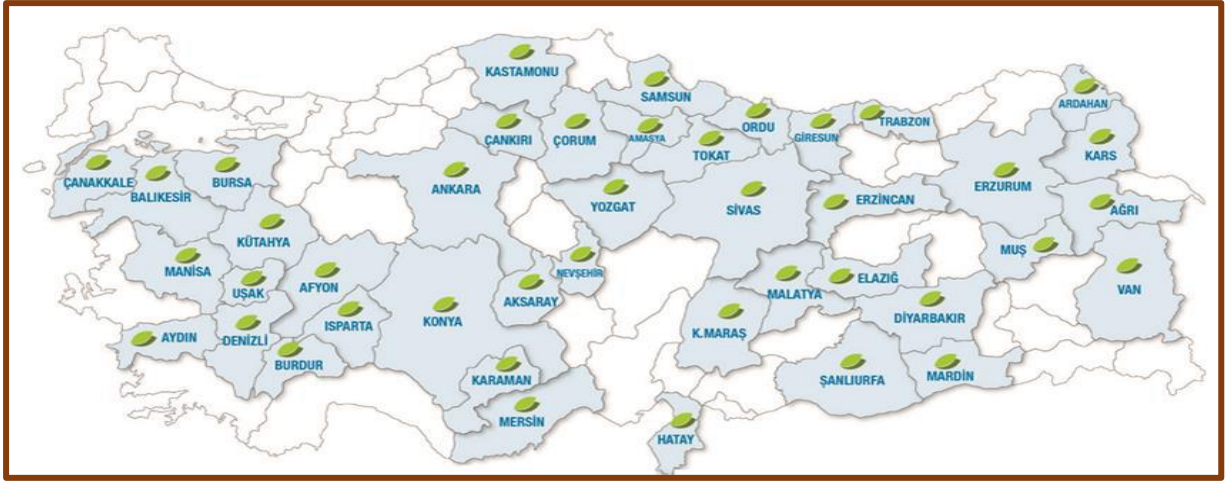 KASTAMONU
SAMSUN
ARDAHAN
TRABZON
ORDU
GİRESUN
ÇANKIRI
ÇORUM
AMASYA
TOKAT
KARS
ÇANAKKALE
BALIKESİR
BURSA
ANKARA
YOZGAT
SİVAS
ERZİNCAN
ERZURUM
AĞRI
KÜTAHYA
MUŞ
MANİSA
UŞAK
AFYON
NEVŞEHİR
AKSARAY
MALATYA
ELAZIĞ
VAN
AYDIN
DENİZLİ
ISPARTA
KONYA
K.MARAŞ
DİYARBAKIR
BURDUR
KARAMAN
ŞANLIURFA
MARDİN
MERSİN
HATAY